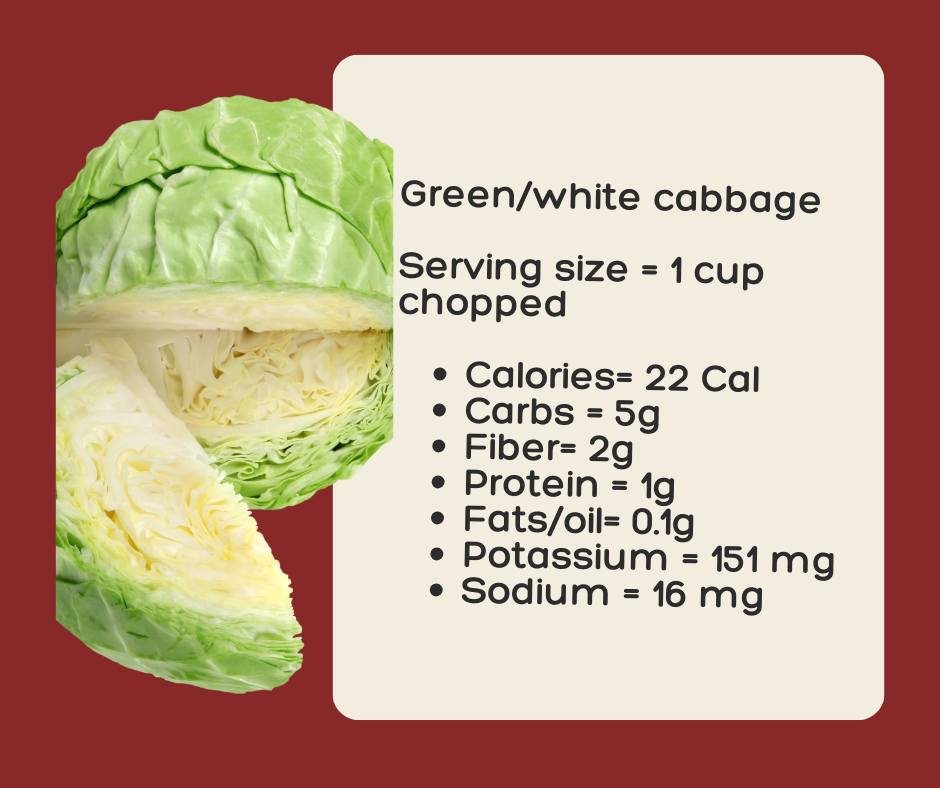 Green/white cabbage
Serving size = 1 cup
chopped
• Calories= 22 Cal
• Carbs = 5g
• Fiber= 2g
• Protein = 1g
• Fats/oil= 0.1g
• Potassium = 151 mg
• Sodium = 16 mg